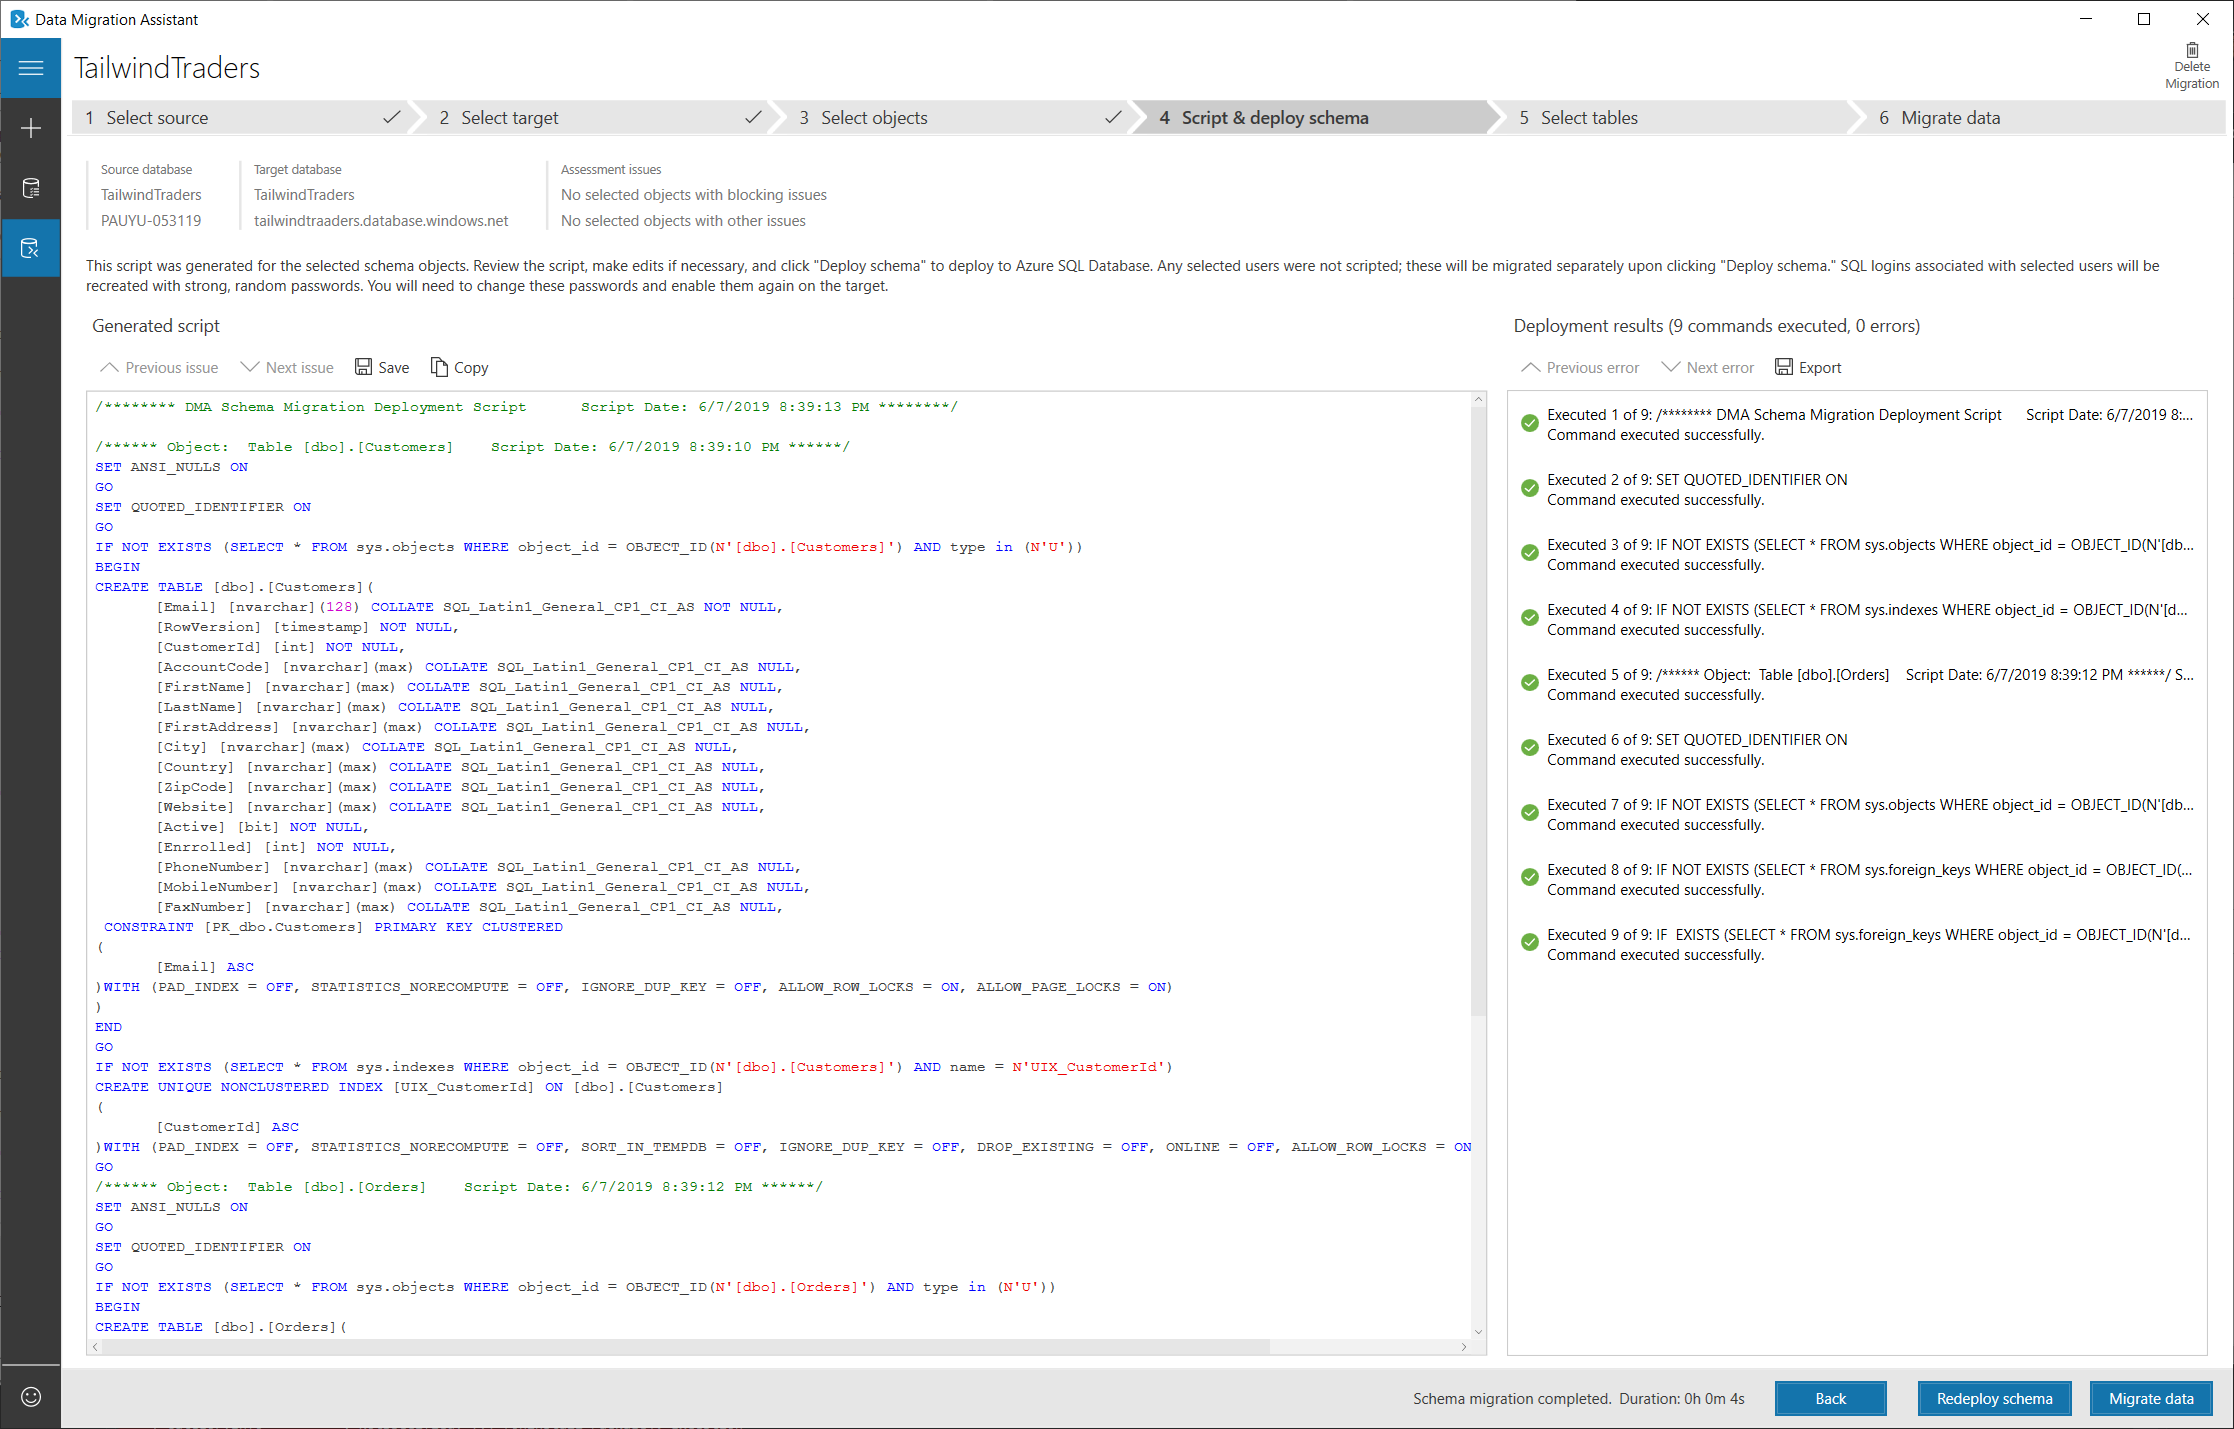 Data Migration Assistant
TailwindTraders
Delete
Migration
1 Select source
2 Select target
3 Select objects
4 Script & deploy schema
5 Select tables
6 Migrate data
Source database
TailwindTraders
PAUYU-053119
Target database
TailwindTraders
tailwindtraaders.database.windows.net
Assessment issues
No selected objects with blocking issues
No selected objects with other issues
This script was generated for the selected schema objects. Review the script, make edits if necessary, and click "Deploy schema" to deploy to Azure SQL Database. Any selected users were not scripted; these will be migrated separately upon clicking "Deploy schema." SQL logins associated with selected users will be
recreated with strong, random passwords. You will need to change these passwords and enable them again on the target.
Generated script
Previous issue Next issue Save Copy
/******** DMA Schema Migration Deployment Script      Script Date: 6/7/2019 8:39:13 PM ********/
/****** Object:  Table [dbo].[Customers]    Script Date: 6/7/2019 8:39:10 PM ******/
SET ANSI_NULLS ON
GO
SET QUOTED_IDENTIFIER ON
GO
IF NOT EXISTS (SELECT * FROM sys.objects WHERE object_id = OBJECT_ID(N'[dbo].[Customers]') AND type in (N'U'))
BEGIN
CREATE TABLE [dbo].[Customers](
[Email] [nvarchar](128) COLLATE SQL_Latin1_General_CP1_CI_AS NOT NULL,
[RowVersion] [timestamp] NOT NULL,
[CustomerId] [int] NOT NULL,
[AccountCode] [nvarchar](max) COLLATE SQL_Latin1_General_CP1_CI_AS NULL,
[FirstName] [nvarchar](max) COLLATE SQL_Latin1_General_CP1_CI_AS NULL,
[LastName] [nvarchar](max) COLLATE SQL_Latin1_General_CP1_CI_AS NULL,
[FirstAddress] [nvarchar](max) COLLATE SQL_Latin1_General_CP1_CI_AS NULL,
[City] [nvarchar](max) COLLATE SQL_Latin1_General_CP1_CI_AS NULL,
[Country] [nvarchar](max) COLLATE SQL_Latin1_General_CP1_CI_AS NULL,
[ZipCode] [nvarchar](max) COLLATE SQL_Latin1_General_CP1_CI_AS NULL,
[Website] [nvarchar](max) COLLATE SQL_Latin1_General_CP1_CI_AS NULL,
[Active] [bit] NOT NULL,
[Enrrolled] [int] NOT NULL,
[PhoneNumber] [nvarchar](max) COLLATE SQL_Latin1_General_CP1_CI_AS NULL,
[MobileNumber] [nvarchar](max) COLLATE SQL_Latin1_General_CP1_CI_AS NULL,
[FaxNumber] [nvarchar](max) COLLATE SQL_Latin1_General_CP1_CI_AS NULL,
CONSTRAINT [PK_dbo.Customers] PRIMARY KEY CLUSTERED
(
[Email] ASC
)WITH (PAD_INDEX = OFF, STATISTICS_NORECOMPUTE = OFF, IGNORE_DUP_KEY = OFF, ALLOW_ROW_LOCKS = ON, ALLOW_PAGE_LOCKS = ON)
)
END
GO
IF NOT EXISTS (SELECT * FROM sys.indexes WHERE object_id = OBJECT_ID(N'[dbo].[Customers]') AND name = N'UIX_CustomerId')
CREATE UNIQUE NONCLUSTERED INDEX [UIX_CustomerId] ON [dbo].[Customers]
(
[CustomerId] ASC
)WITH (PAD_INDEX = OFF, STATISTICS_NORECOMPUTE = OFF, SORT_IN_TEMPDB = OFF, IGNORE_DUP_KEY = OFF, DROP_EXISTING = OFF, ONLINE = OFF, ALLOW_ROW_LOCKS = ON
GO
/****** Object:  Table [dbo].[Orders]    Script Date: 6/7/2019 8:39:12 PM ******/
SET ANSI_NULLS ON
GO
SET QUOTED_IDENTIFIER ON
GO
IF NOT EXISTS (SELECT * FROM sys.objects WHERE object_id = OBJECT_ID(N'[dbo].[Orders]') AND type in (N'U'))
BEGIN
CREATE TABLE [dbo].[Orders](
Deployment results (9 commands executed, 0 errors)
Previous error Next error Export
Executed 1 of 9: /******** DMA Schema Migration Deployment Script      Script Date: 6/7/2019 8:...
Command executed successfully.
Executed 2 of 9: SET QUOTED_IDENTIFIER ON
Command executed successfully.
Executed 3 of 9: IF NOT EXISTS (SELECT * FROM sys.objects WHERE object_id = OBJECT_ID(N'[db...
Command executed successfully.
Executed 4 of 9: IF NOT EXISTS (SELECT * FROM sys.indexes WHERE object_id = OBJECT_ID(N'[d...
Command executed successfully.
Executed 5 of 9: /****** Object:  Table [dbo].[Orders]    Script Date: 6/7/2019 8:39:12 PM ******/ S...
Command executed successfully.
Executed 6 of 9: SET QUOTED_IDENTIFIER ON
Command executed successfully.
Executed 7 of 9: IF NOT EXISTS (SELECT * FROM sys.objects WHERE object_id = OBJECT_ID(N'[db...
Command executed successfully.
Executed 8 of 9: IF NOT EXISTS (SELECT * FROM sys.foreign_keys WHERE object_id = OBJECT_ID(...
Command executed successfully.
Executed 9 of 9: IF  EXISTS (SELECT * FROM sys.foreign_keys WHERE object_id = OBJECT_ID(N'[d...
Command executed successfully.
Schema migration completed.  Duration: 0h 0m 4s
Back
Redeploy schema
Migrate data